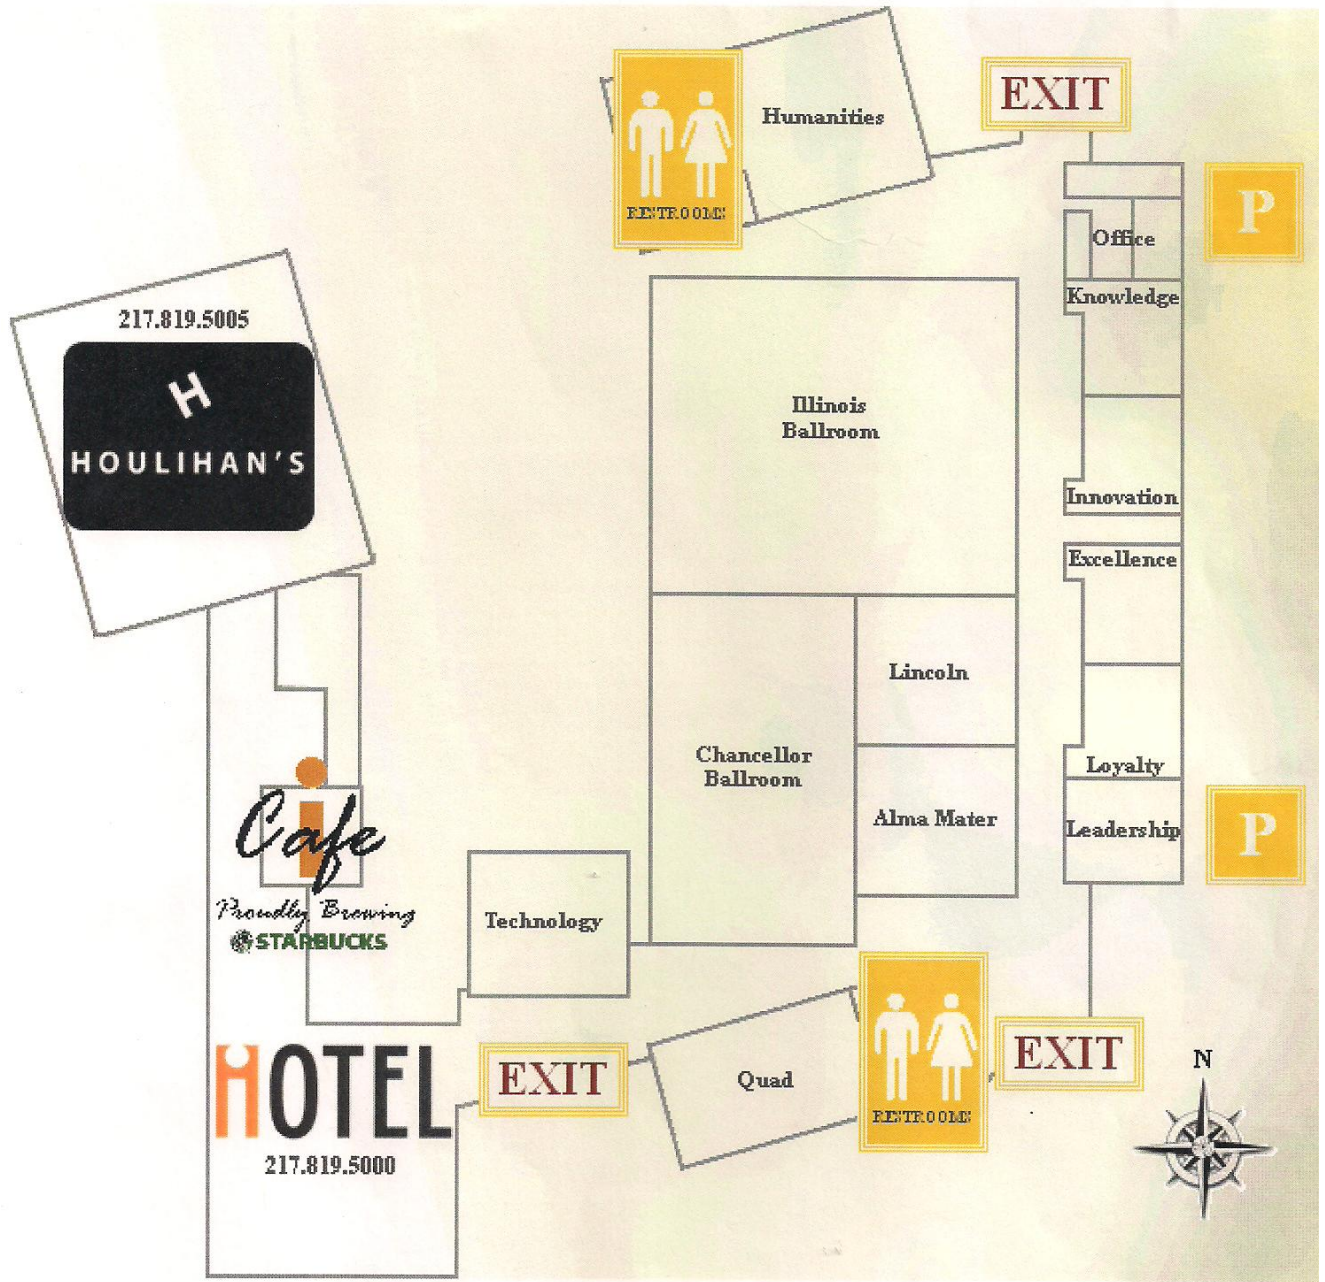 EXIT
Humanities
RESTROOMS
P
Office
Knowledge
217.819.5005
H
HOULIHAN'S
Illinois
Ballroom
Innovation
Excellence
Lincoln
Chancellor
Ballroom
Loyalty
Alma Mater
Leadership
P
i
Cafe
Proudly Brewing
STARBUCKS
Technology
EXIT
HOTEL
217.819.5000
EXIT
Quad
RESTROOMS
N